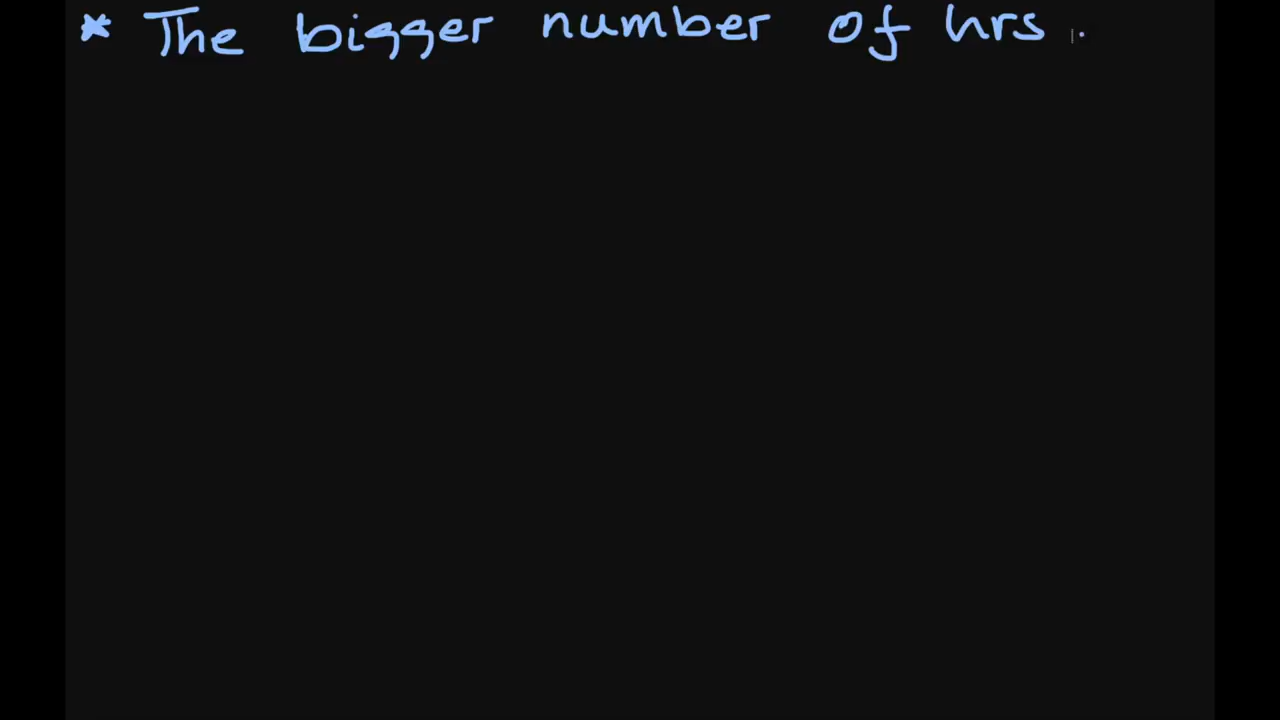 * The bigger number of hrs .